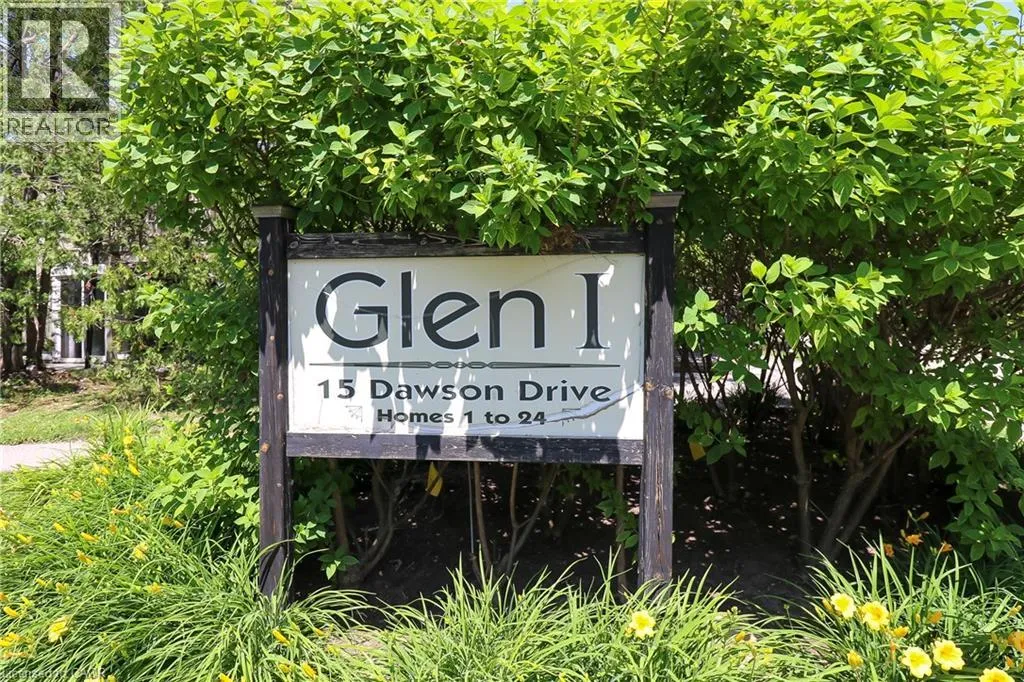 REALTOR
Glen I
15 Dawson Drive
Homes 1 to 24